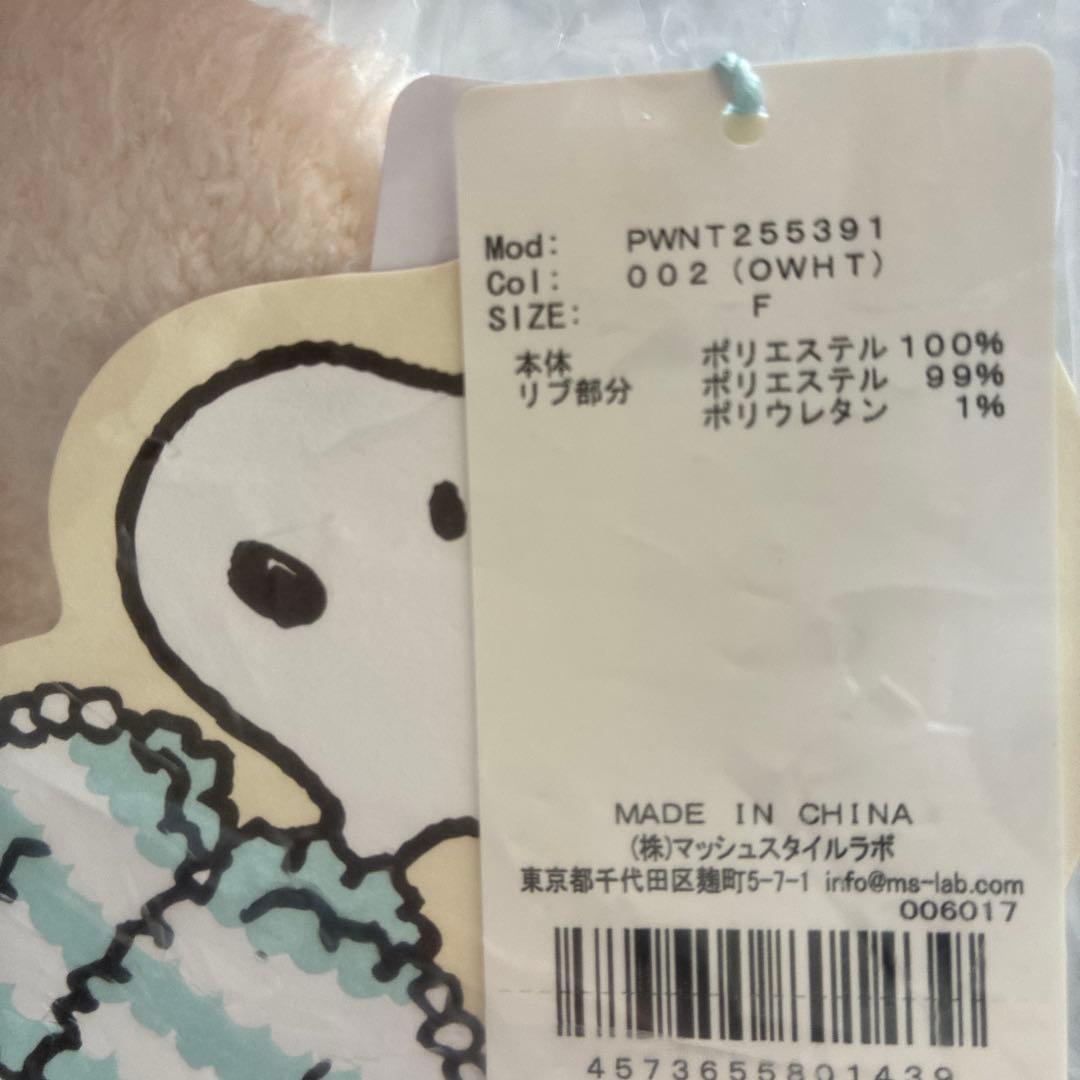 Mod: PWNT255391
Col: 002 (OWHT)
SIZE: F
本体 ポリエステル 100%
リブ部分 ポリエステル 99%
ポリウレタン 1%
MADE IN CHINA
(株)マッシュスタイルラボ
東京都千代田区麹町5-7-1 info@ms-lab.com
006017
4573655801439